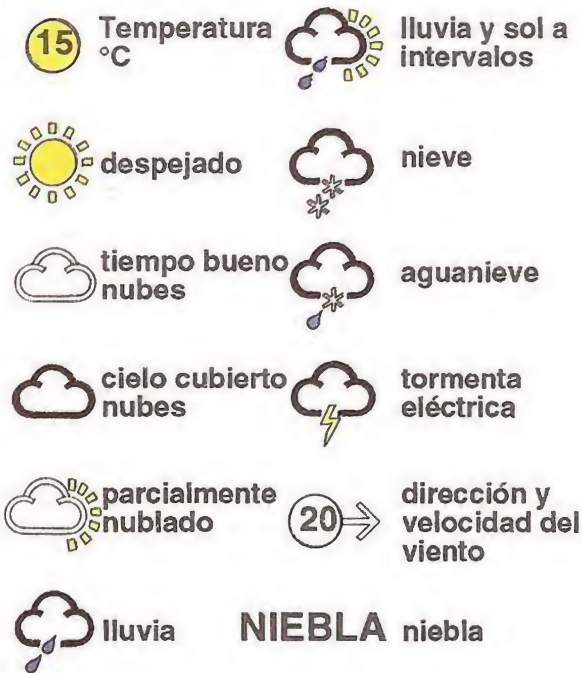 15
Temperatura
°C
lluvia y sol a
intervalos
despejado
nieve
tiempo bueno
nubes
aguanieve
cielo cubierto
nubes
tormenta
eléctrica
parcialmente
nublado
20
dirección y
velocidad del
viento
lluvia
NIEBLA
niebla